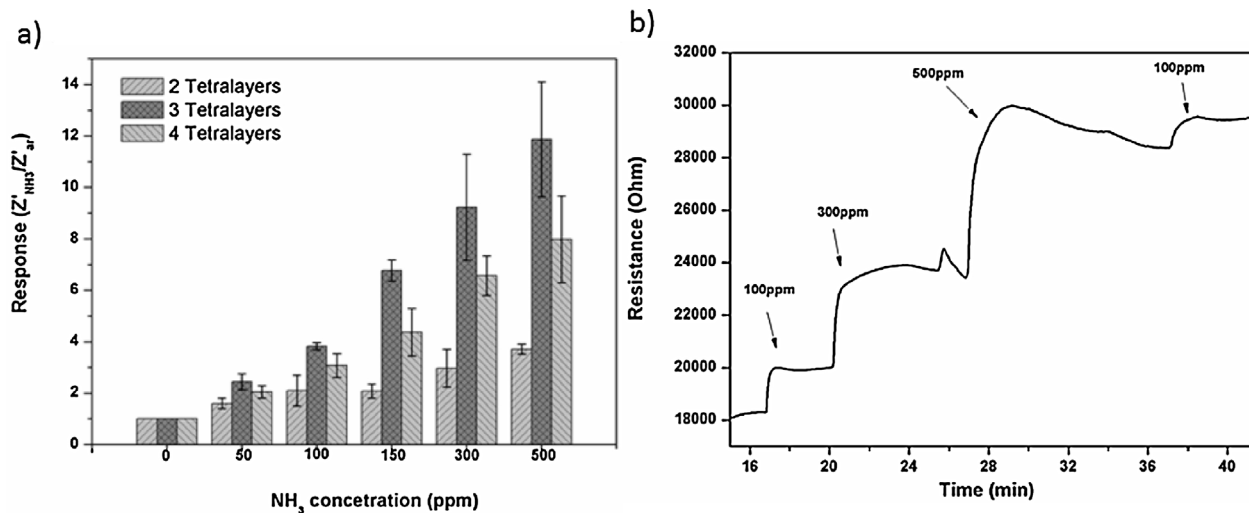 a)
2 Tetralayers
3 Tetralayers
4 Tetralayers
Response (Z'NH3/Z'ar)
14
12
10
8
6
4
2
0
0 50 100 150 300 500
NH3 concetration (ppm)
b)
Resistance (Ohm)
32000
30000
28000
26000
24000
22000
20000
18000
100ppm
300ppm
500ppm
100ppm
16 20 24 28 32 36 40
Time (min)